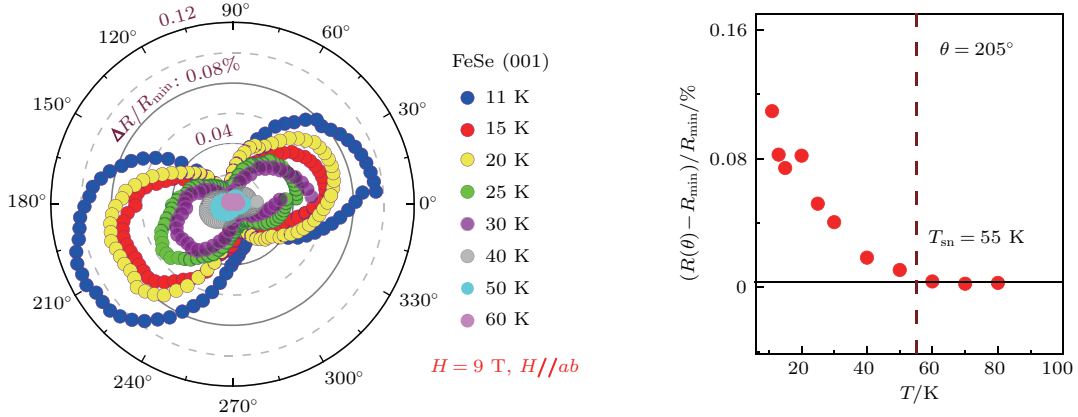 90°
60°
30°
0°
330°
300°
270°
240°
210°
180°
150°
120°
0.12
ΔR/Rmin: 0.08%
0.04
FeSe (001)
11 K
15 K
20 K
25 K
30 K
40 K
50 K
60 K
H = 9 T, H//ab
(R(θ) − Rmin)/Rmin/%
0.16
0.08
0
θ = 205°
Tsn = 55 K
20
40
60
80
100
T/K